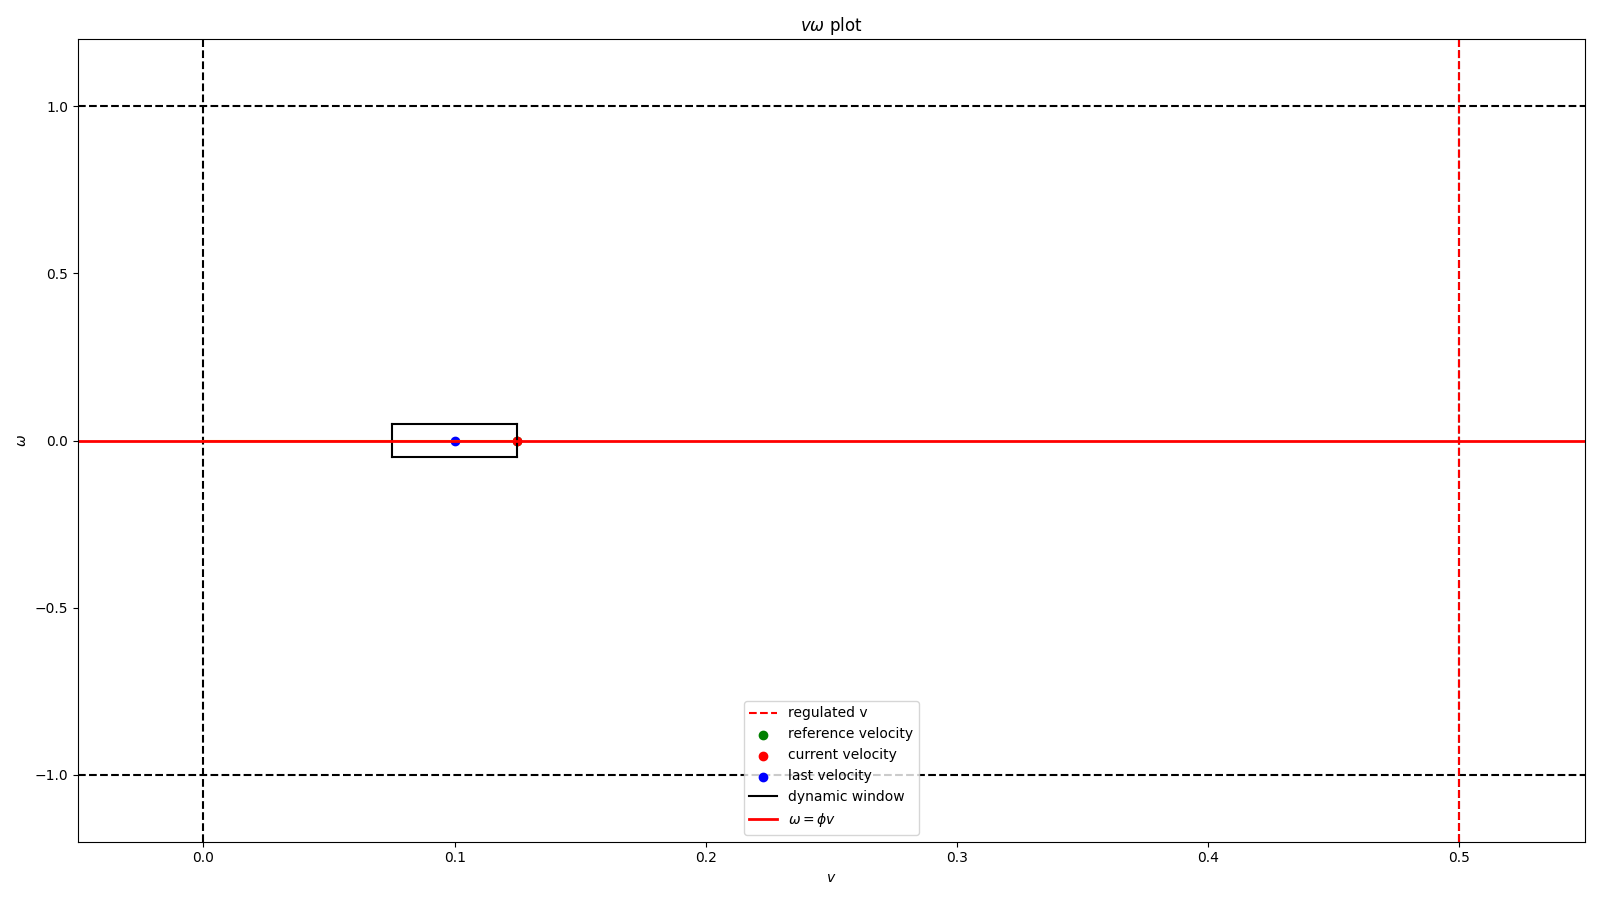 vω plot
1.0
0.5
0.0
−0.5
−1.0
ω
regulated v
reference velocity
current velocity
last velocity
dynamic window
ω = ϕv
0.0 0.1 0.2 0.3 0.4 0.5
v